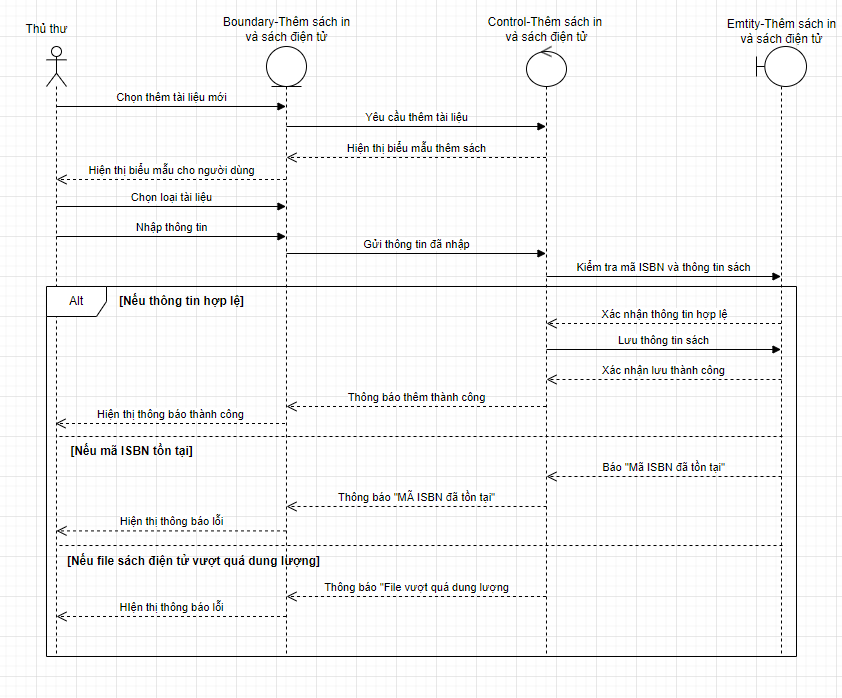 Thủ thư
Boundary-Thêm sách in
và sách điện tử
Control-Thêm sách in
và sách điện tử
Emtity-Thêm sách in
và sách điện tử
Chọn thêm tài liệu mới
Yêu cầu thêm tài liệu
Hiện thị biểu mẫu thêm sách
Hiện thị biểu mẫu cho người dùng
Chọn loại tài liệu
Nhập thông tin
Gửi thông tin đã nhập
Kiểm tra mã ISBN và thông tin sách
Alt
[Nếu thông tin hợp lệ]
Xác nhận thông tin hợp lệ
Lưu thông tin sách
Xác nhận lưu thành công
Thông báo thêm thành công
Hiện thị thông báo thành công
[Nếu mã ISBN tồn tại]
Báo "Mã ISBN đã tồn tại"
Thông báo "MÃ ISBN đã tồn tại"
Hiện thị thông báo lỗi
[Nếu file sách điện tử vượt quá dung lượng]
Thông báo "File vượt quá dung lượng
HIện thị thông báo lỗi